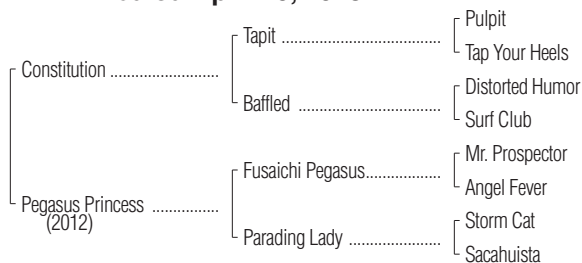 Pulpit
Tapit
Tap Your Heels
Constitution
Distorted Humor
Baffled
Surf Club
Mr. Prospector
Fusaichi Pegasus
Angel Fever
Pegasus Princess
(2012)
Storm Cat
Parading Lady
Sacahuista